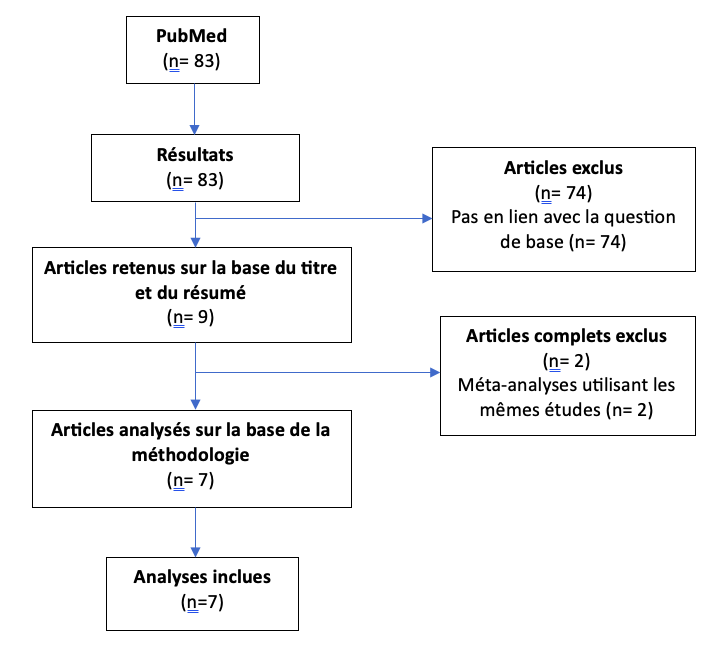 PubMed
(n= 83)
Résultats
(n= 83)
Articles exclus
(n= 74)
Pas en lien avec la question
de base (n= 74)
Articles retenus sur la base du titre
et du résumé
(n= 9)
Articles complets exclus
(n= 2)
Méta-analyses utilisant les
mêmes études (n= 2)
Articles analysés sur la base de la
méthodologie
(n= 7)
Analyses inclues
(n=7)